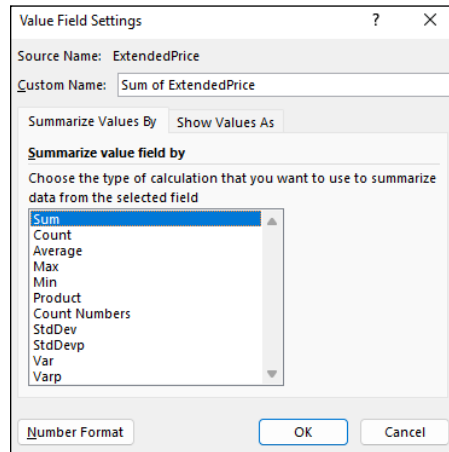 Value Field Settings ? ×
Source Name: ExtendedPrice
Custom Name: Sum of ExtendedPrice
Summarize Values By Show Values As
Summarize value field by
Choose the type of calculation that you want to use to summarize
data from the selected field
Sum
Count
Average
Max
Min
Product
Count Numbers
StdDev
StdDevp
Var
Varp
Number Format OK Cancel